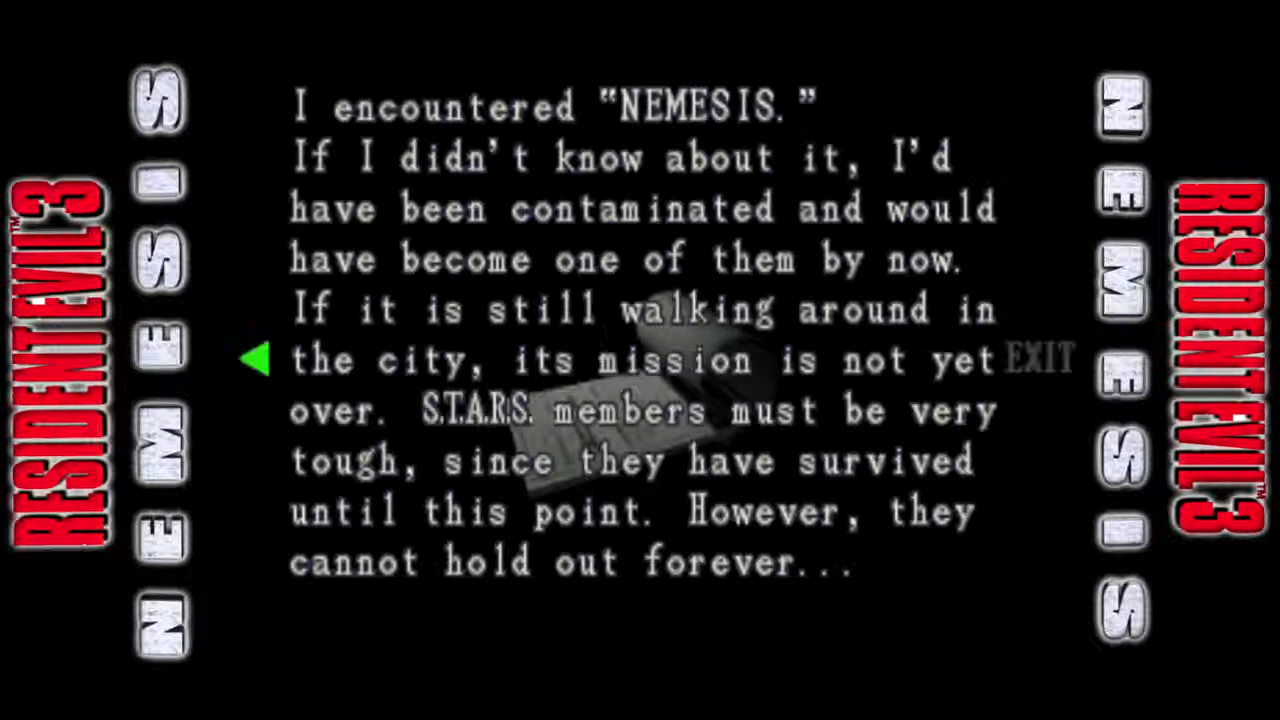 RESIDENT EVIL 3™
NEMESIS
I encountered “NEMESIS.”
If I didn’t know about it, I’d
have been contaminated and would
have become one of them by now.
If it is still walking around in
the city, its mission is not yet
over. S.T.A.R.S. members must be very
tough, since they have survived
until this point. However, they
cannot hold out forever...
EXIT
NEMESIS
RESIDENT EVIL 3™